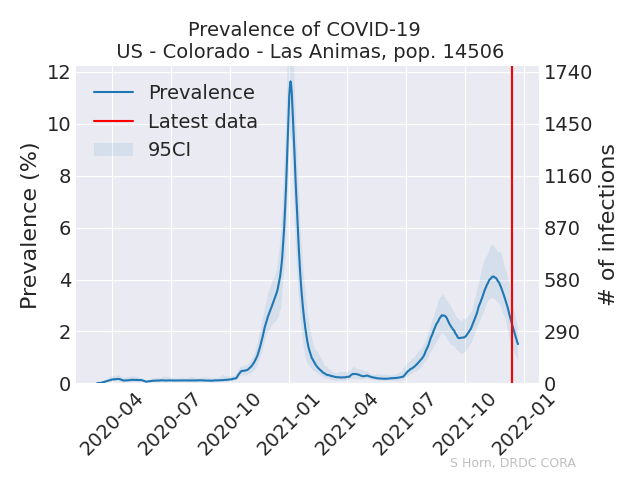 Prevalence of COVID-19
US - Colorado - Las Animas, pop. 14506
Prevalence
Latest data
95CI
Prevalence (%)
12
10
8
6
4
2
0
1740
1450
1160
870
580
290
0
# of infections
2020-04
2020-07
2020-10
2021-01
2021-04
2021-07
2021-10
2022-01
S Horn, DRDC CORA